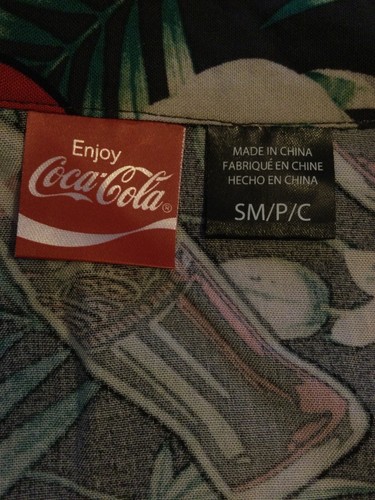 Enjoy
Coca-Cola®
MADE IN CHINA
FABRIQUÉ EN CHINE
HECHO EN CHINA
SM/P/C